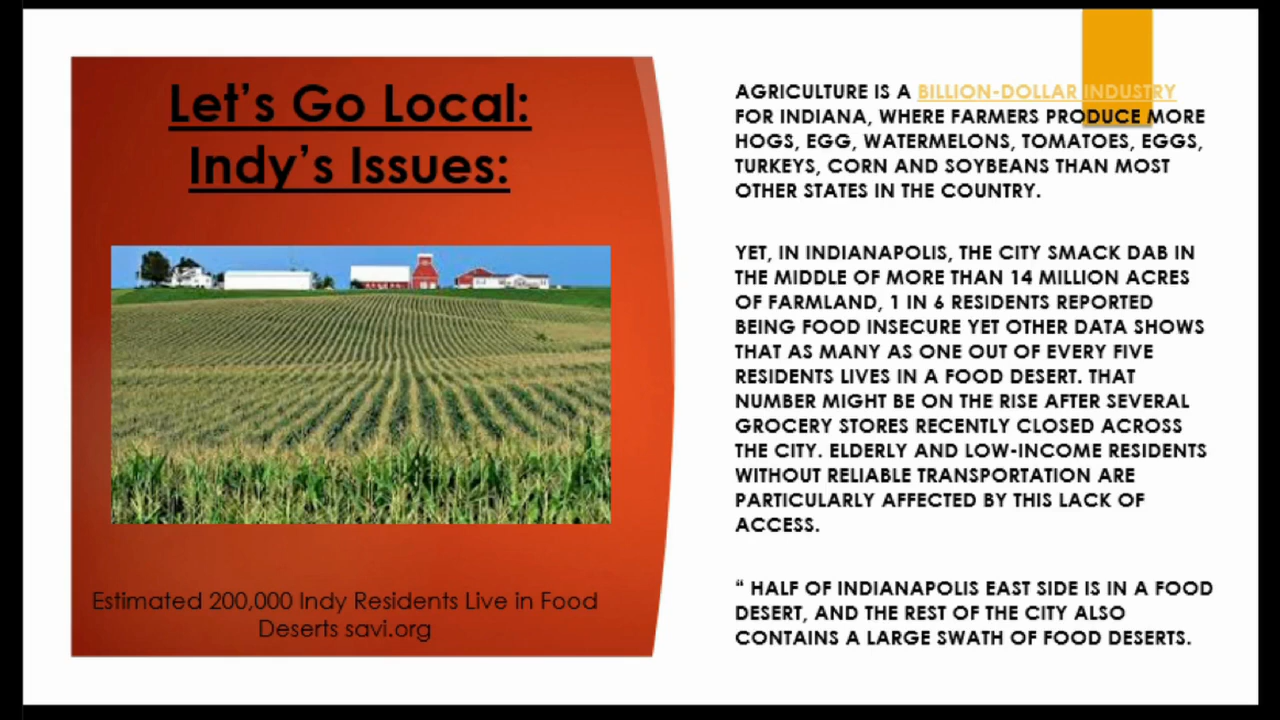 Let's Go Local:
Indy's Issues:
Estimated 200,000 Indy Residents Live in Food
Deserts savi.org
AGRICULTURE IS A BILLION-DOLLAR INDUSTRY
FOR INDIANA, WHERE FARMERS PRODUCE MORE
HOGS, EGG, WATERMELONS, TOMATOES, EGGS,
TURKEYS, CORN AND SOYBEANS THAN MOST
OTHER STATES IN THE COUNTRY.
YET, IN INDIANAPOLIS, THE CITY SMACK DAB IN
THE MIDDLE OF MORE THAN 14 MILLION ACRES
OF FARMLAND, 1 IN 6 RESIDENTS REPORTED
BEING FOOD INSECURE YET OTHER DATA SHOWS
THAT AS MANY AS ONE OUT OF EVERY FIVE
RESIDENTS LIVES IN A FOOD DESERT. THAT
NUMBER MIGHT BE ON THE RISE AFTER SEVERAL
GROCERY STORES RECENTLY CLOSED ACROSS
THE CITY. ELDERLY AND LOW-INCOME RESIDENTS
WITHOUT RELIABLE TRANSPORTATION ARE
PARTICULARLY AFFECTED BY THIS LACK OF
ACCESS.
“ HALF OF INDIANAPOLIS EAST SIDE IS IN A FOOD
DESERT, AND THE REST OF THE CITY ALSO
CONTAINS A LARGE SWATH OF FOOD DESERTS.